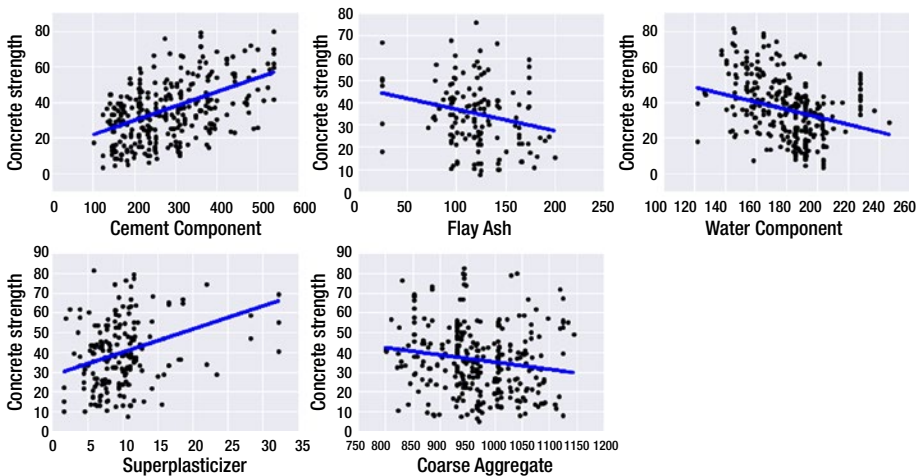 Concrete strength
80
60
40
20
0
0 100 200 300 400 500 600
Cement Component
Concrete strength
80
70
60
50
40
30
20
10
0
0 50 100 150 200 250
Flay Ash
Concrete strength
80
60
40
20
0
100 120 140 160 180 200 220 240 260
Water Component
Concrete strength
90
80
70
60
50
40
30
20
10
0
0 5 10 15 20 25 30 35
Superplasticizer
Concrete strength
90
80
70
60
50
40
30
20
10
0
750 800 850 900 950 1000 1050 1100 1150 1200
Coarse Aggregate